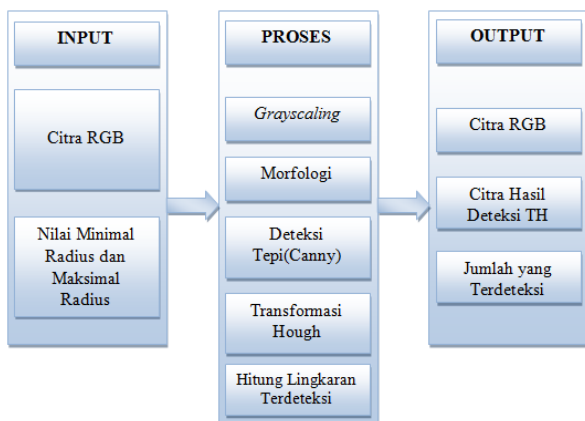 INPUT
Citra RGB
Nilai Minimal
Radius dan
Maksimal
Radius
PROSES
Grayscaling
Morfologi
Deteksi
Tepi(Canny)
Transformasi
Hough
Hitung Lingkaran
Terdeteksi
OUTPUT
Citra RGB
Citra Hasil
Deteksi TH
Jumlah yang
Terdeteksi